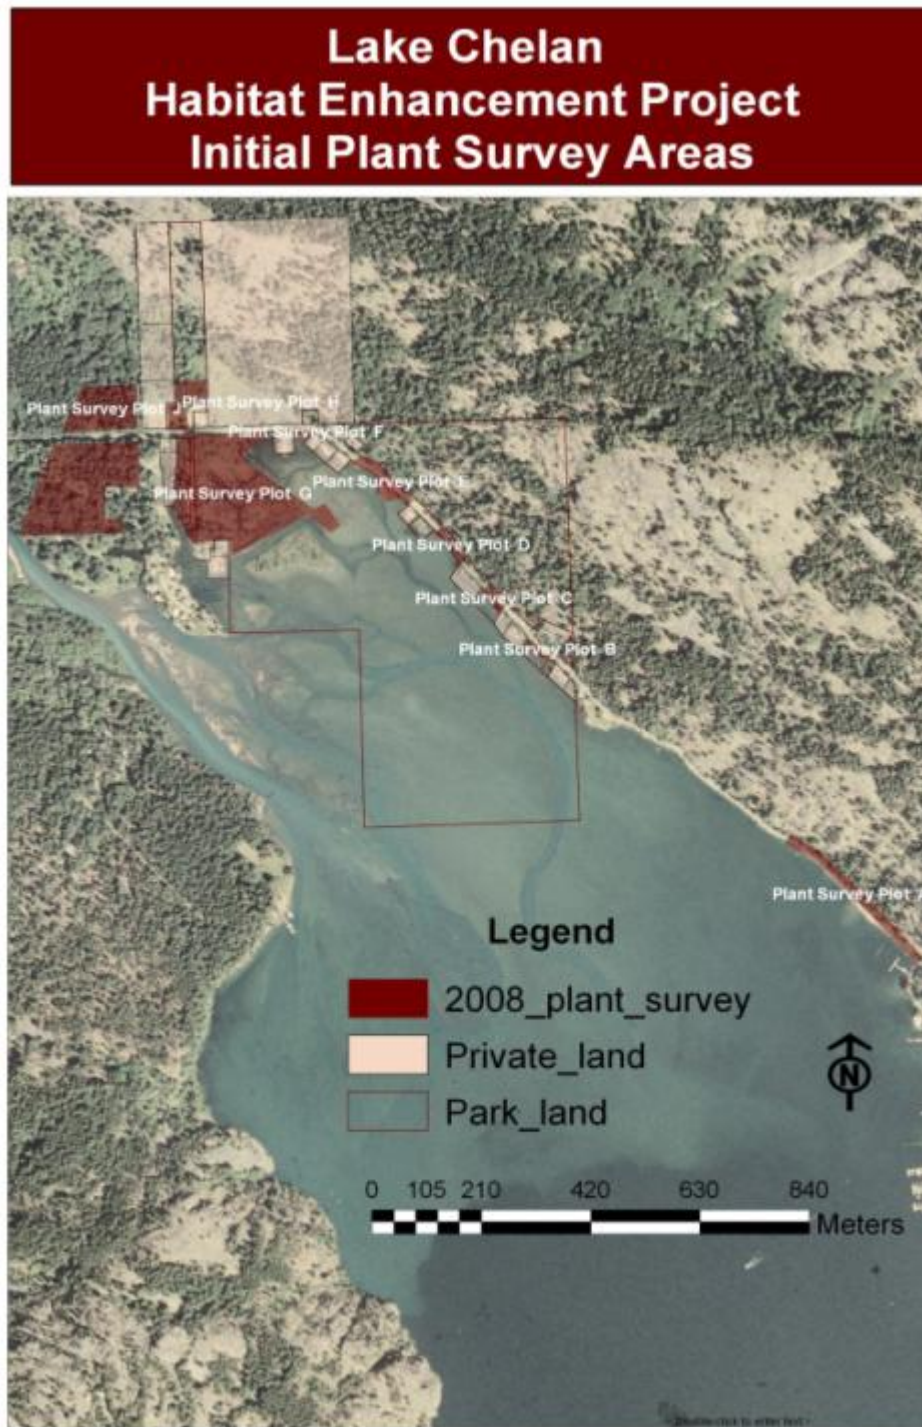 Lake Chelan
Habitat Enhancement Project
Initial Plant Survey Areas
Plant Survey Plot J
Plant Survey Plot H
Plant Survey Plot F
Plant Survey Plot E
Plant Survey Plot G
Plant Survey Plot D
Plant Survey Plot C
Plant Survey Plot B
Plant Survey Plot
Legend
2008_plant_survey
Private_land
Park_land
N
0 105 210 420 630 840
Meters